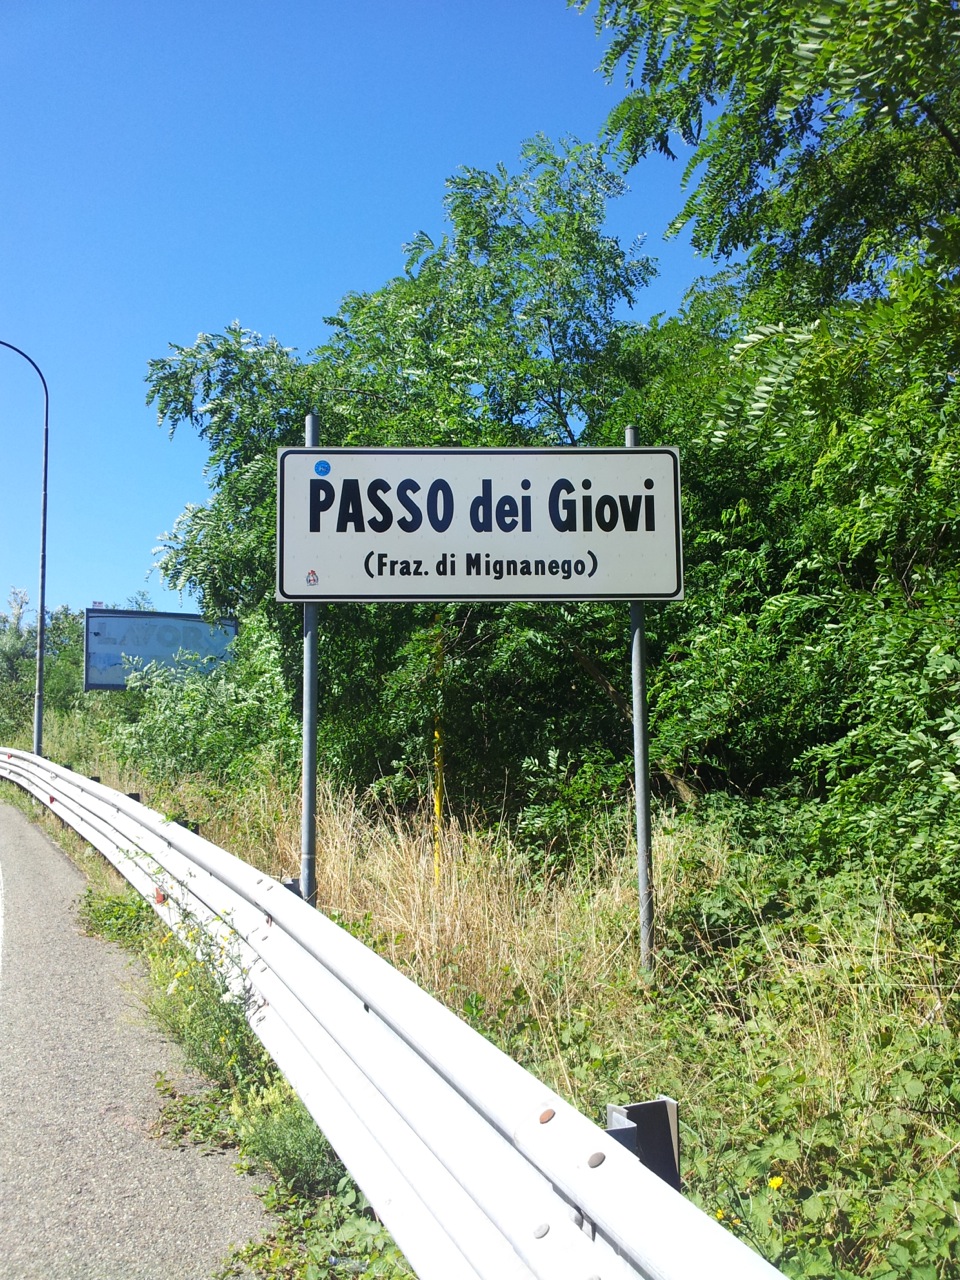 PASSO dei Giovi
(Fraz. di Mignanego)